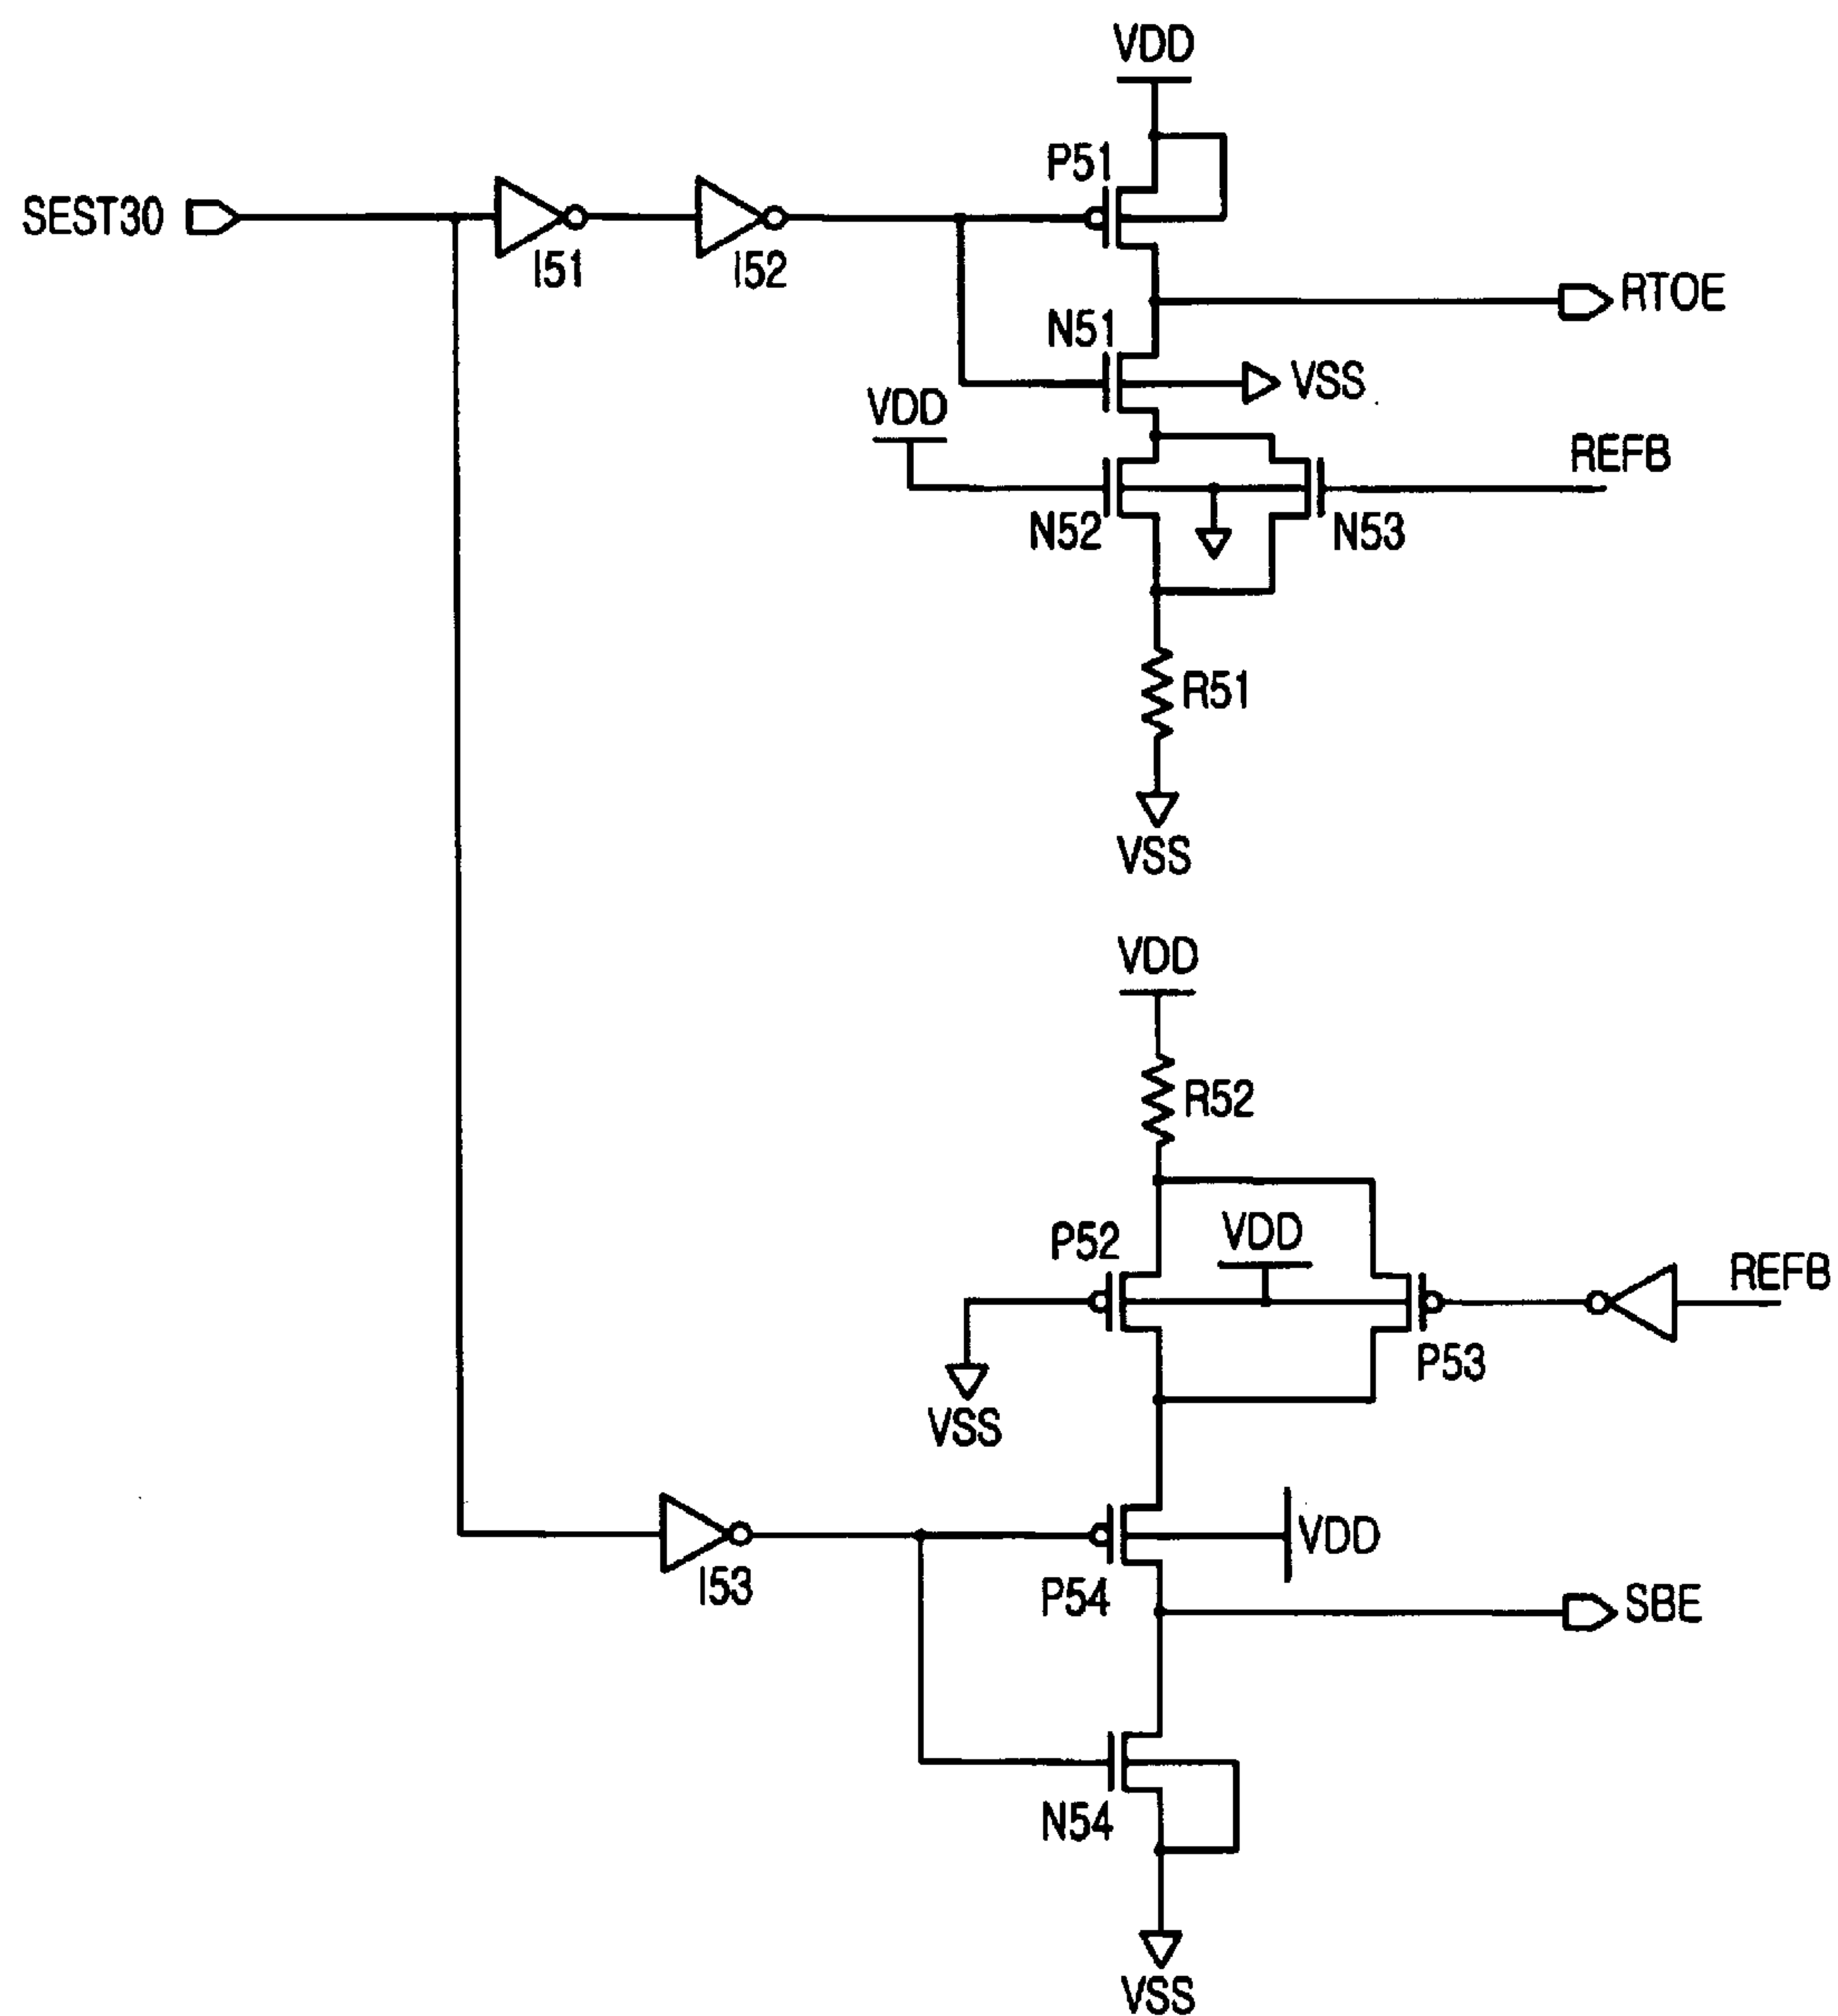 VDD
P51
SEST30
I51
I52
RTOE
N51
VSS
VDD
REFB
N52
N53
R51
VSS
VDD
R52
P52
VDD
REFB
P53
VSS
VDD
I53
P54
SBE
N54
VSS